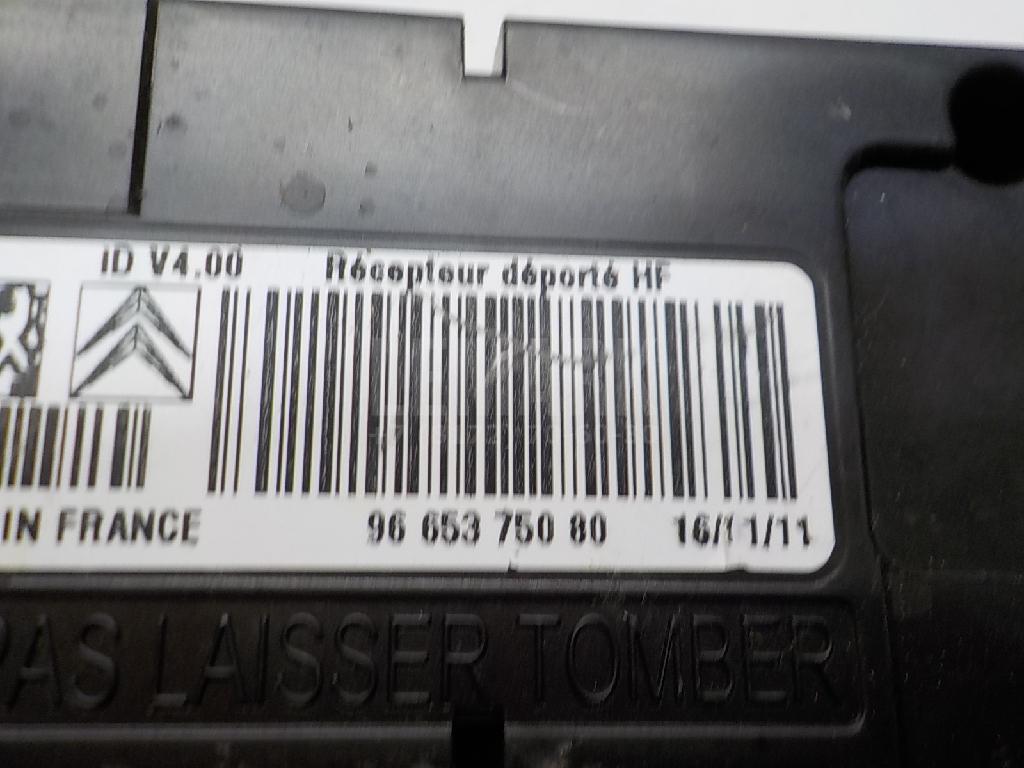 ID V4.00 Récepteur déporté HF
IN FRANCE 96 653 750 80 16/11/11
PAS LAISSER TOMBER